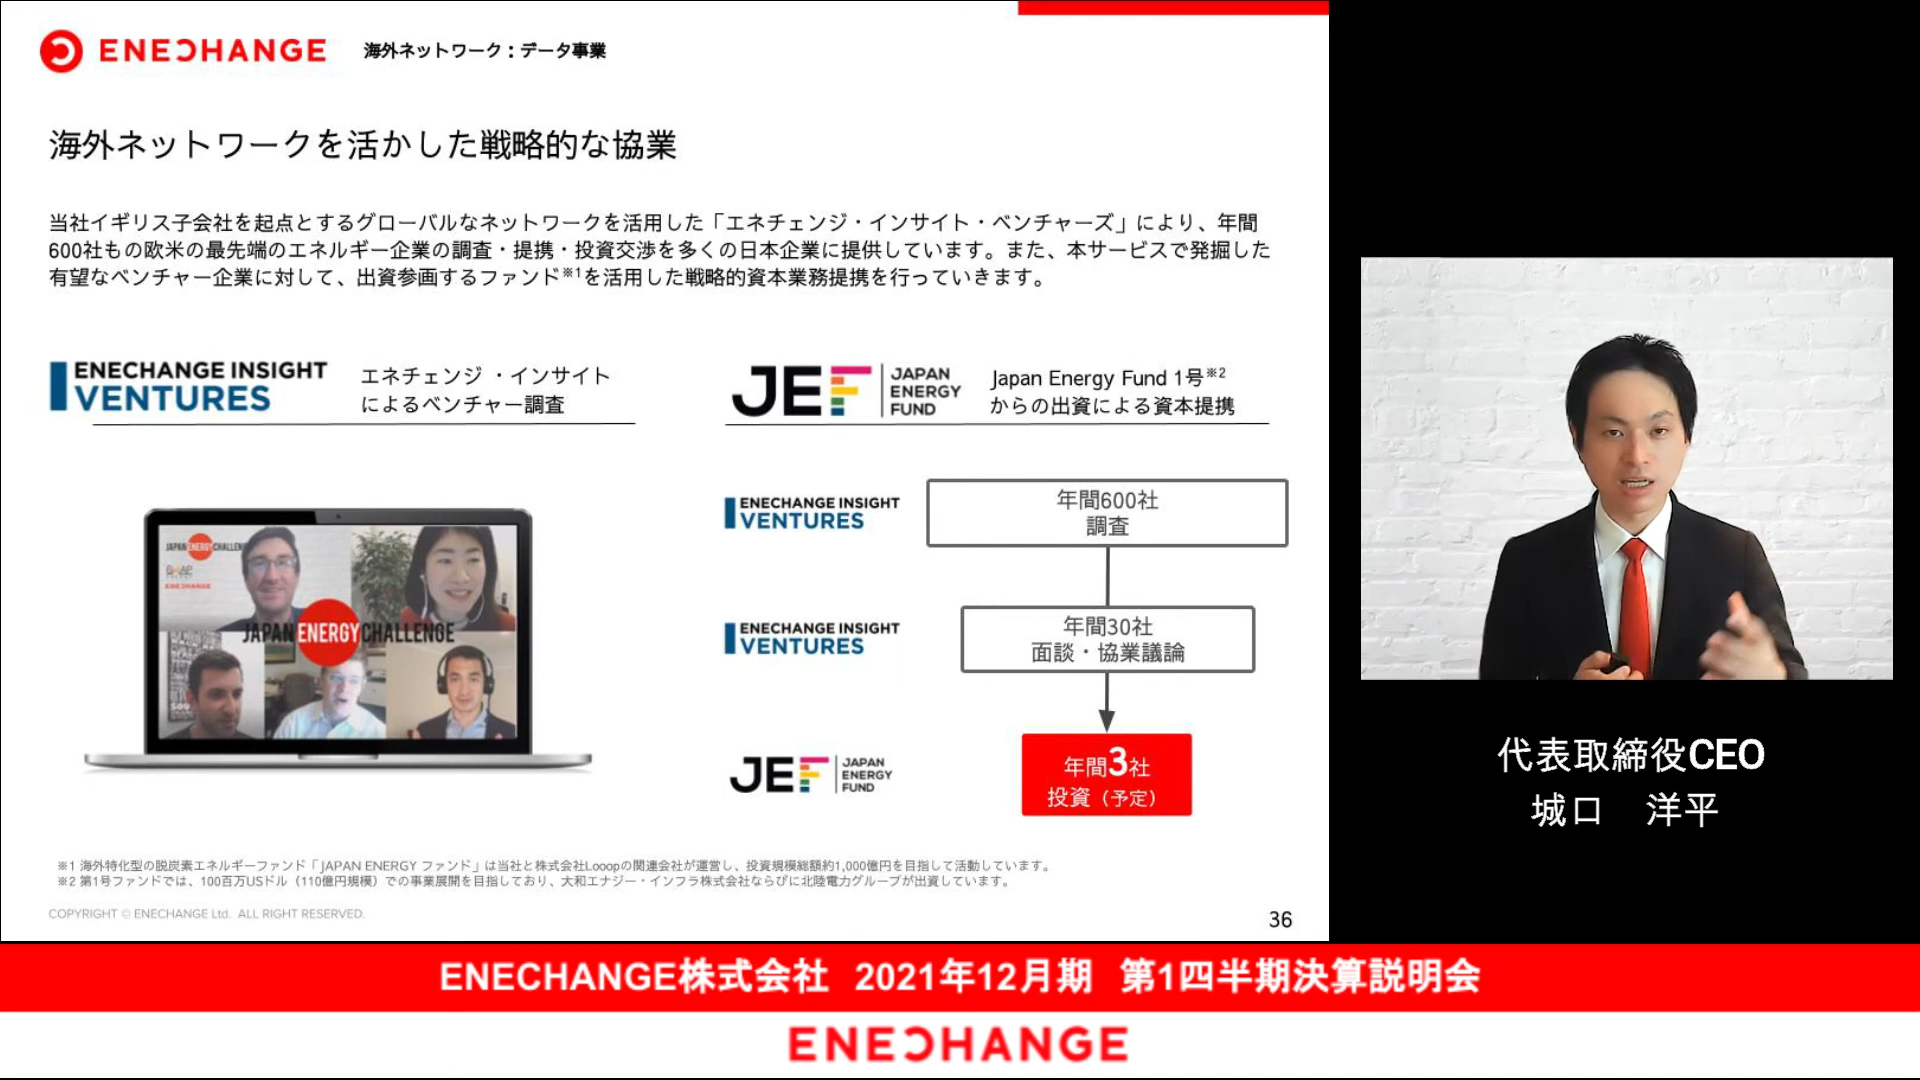 ENECHANGE 海外ネットワーク：データ事業
海外ネットワークを活かした戦略的な協業
当社イギリス子会社を起点とするグローバルなネットワークを活用した「エネチェンジ・インサイト・ベンチャーズ」により、年間
600社もの欧米の最先端のエネルギー企業の調査・提携・投資交渉を多くの日本企業に提供しています。また、本サービスで発掘した
有望なベンチャー企業に対して、出資参画するファンド※1を活用した戦略的資本業務提携を行っていきます。
ENECHANGE INSIGHT
VENTURES
エネチェンジ ・インサイト
によるベンチャー調査
JEF
JAPAN
ENERGY
FUND
Japan Energy Fund 1号※2
からの出資による資本提携
JAPAN ENERGY CHALLENGE
ENECHANGE
JAPAN ENERGY CHALLENGE
ENECHANGE INSIGHT
VENTURES
年間600社
調査
ENECHANGE INSIGHT
VENTURES
年間30社
面談・協業議論
JEF
JAPAN
ENERGY
FUND
年間3社
投資（予定）
※1 海外特化型の脱炭素エネルギーファンド「JAPAN ENERGY ファンド」は当社と株式会社Looopの関連会社が運営し、投資規模総額約1,000億円を目指して活動しています。
※2 第1号ファンドでは、100百万USドル（110億円規模）での事業展開を目指しており、大和エナジー・インフラ株式会社ならびに北陸電力グループが出資しています。
COPYRIGHT © ENECHANGE Ltd. ALL RIGHT RESERVED.
36
代表取締役CEO
城口　洋平
ENECHANGE株式会社 2021年12月期 第1四半期決算説明会
ENECHANGE